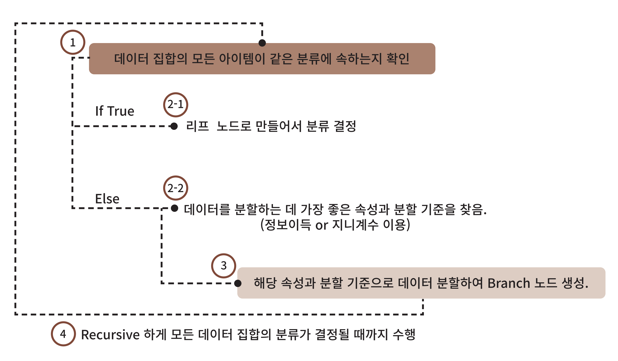 1
데이터 집합의 모든 아이템이 같은 분류에 속하는지 확인
If True
2-1
리프 노드로 만들어서 분류 결정
Else
2-2
데이터를 분할하는 데 가장 좋은 속성과 분할 기준을 찾음.
(정보이득 or 지니계수 이용)
3
해당 속성과 분할 기준으로 데이터 분할하여 Branch 노드 생성.
4
Recursive 하게 모든 데이터 집합의 분류가 결정될 때까지 수행